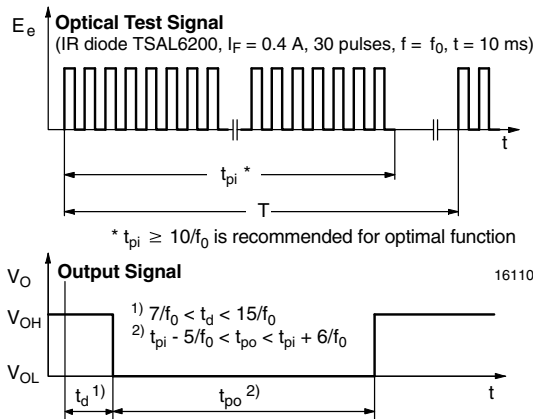 E_e Optical Test Signal
(IR diode TSAL6200, I_F = 0.4 A, 30 pulses, f = f_0, t = 10 ms)
t
t_pi *
T
* t_pi ≥ 10/f_0 is recommended for optimal function
V_O Output Signal 16110
V_OH
1) 7/f_0 < t_d < 15/f_0
2) t_pi - 5/f_0 < t_po < t_pi + 6/f_0
V_OL
t_d 1) t_po 2) t